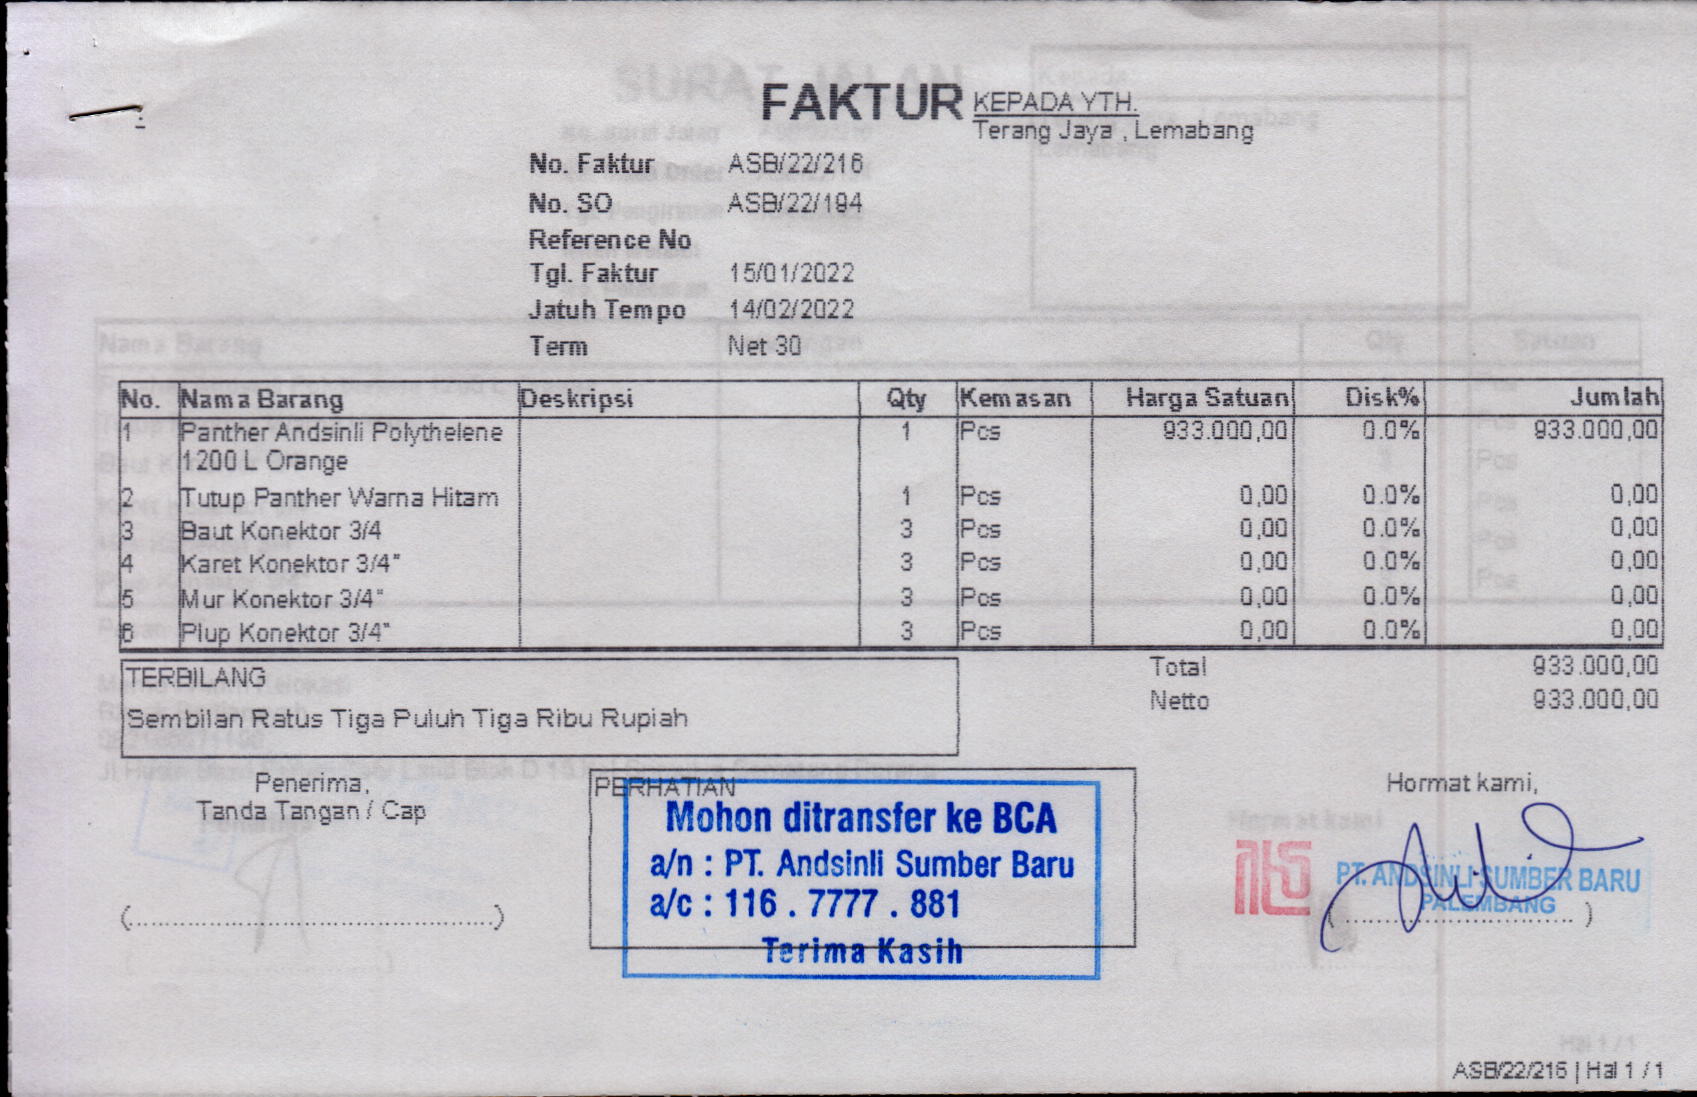 FAKTUR
KEPADA YTH.
Terang Jaya , Lemabang
No. Faktur ASB/22/216
No. SO ASB/22/194
Reference No
Tgl. Faktur 15/01/2022
Jatuh Tempo 14/02/2022
Term Net 30
No. Nama Barang Deskripsi Qty Kemasan Harga Satuan Disk% Jumlah
1 Panther Andsinli Polythelene 1 Pcs 933.000,00 0.0% 933.000,00
1200 L Orange
2 Tutup Panther Warna Hitam 1 Pcs 0,00 0.0% 0,00
3 Baut Konektor 3/4 3 Pcs 0,00 0.0% 0,00
4 Karet Konektor 3/4" 3 Pcs 0,00 0.0% 0,00
5 Mur Konektor 3/4" 3 Pcs 0,00 0.0% 0,00
6 Plup Konektor 3/4" 3 Pcs 0,00 0.0% 0,00
TERBILANG
Sembilan Ratus Tiga Puluh Tiga Ribu Rupiah
Total 933.000,00
Netto 933.000,00
Penerima,
Tanda Tangan / Cap
PERHATIAN
Mohon ditransfer ke BCA
a/n : PT. Andsinli Sumber Baru
a/c : 116 . 7777 . 881
Terima Kasih
Hormat kami,
PT. ANDSINLI SUMBER BARU
PALEMBANG
ASB/22/216 | Hal 1 / 1